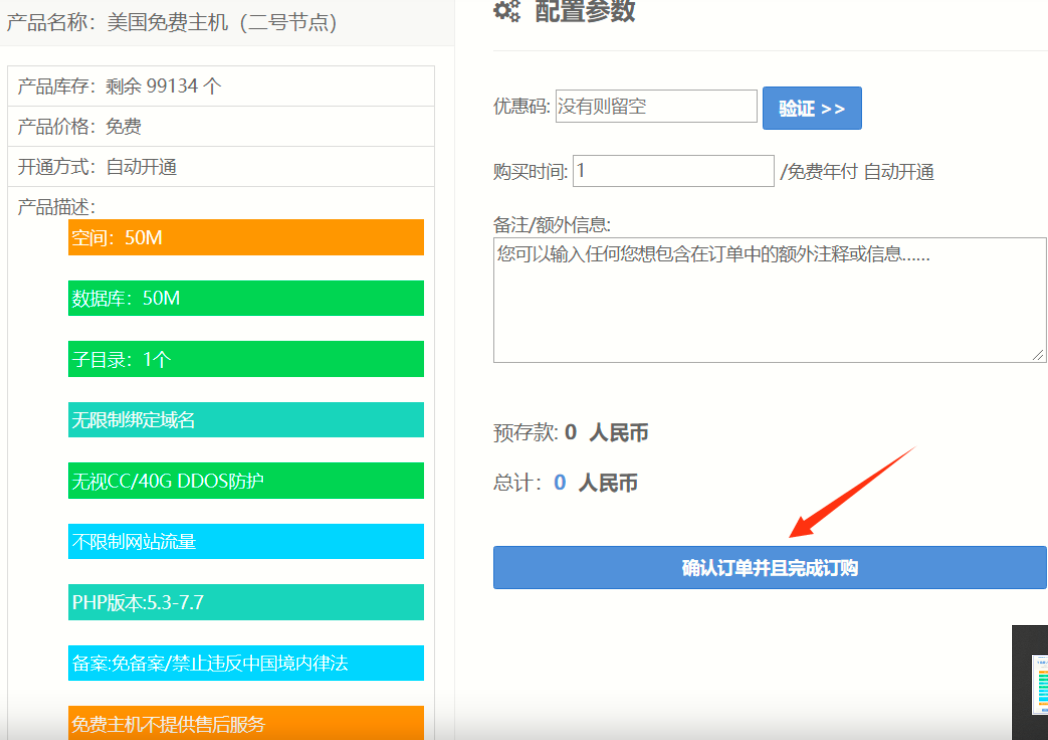 产品名称：美国免费主机（二号节点）
产品库存：剩余 99134 个
产品价格：免费
开通方式：自动开通
产品描述：
空间：50M
数据库：50M
子目录：1个
无限制绑定域名
无视CC/40G DDOS防护
不限制网站流量
PHP版本:5.3-7.7
备案:免备案/禁止违反中国境内律法
免费主机不提供售后服务
配置参数
优惠码: 没有则留空 验证 >>
购买时间: 1 /免费年付 自动开通
备注/额外信息:
您可以输入任何您想包含在订单中的额外注释或信息......
预存款: 0 人民币
总计： 0 人民币
确认订单并且完成订购